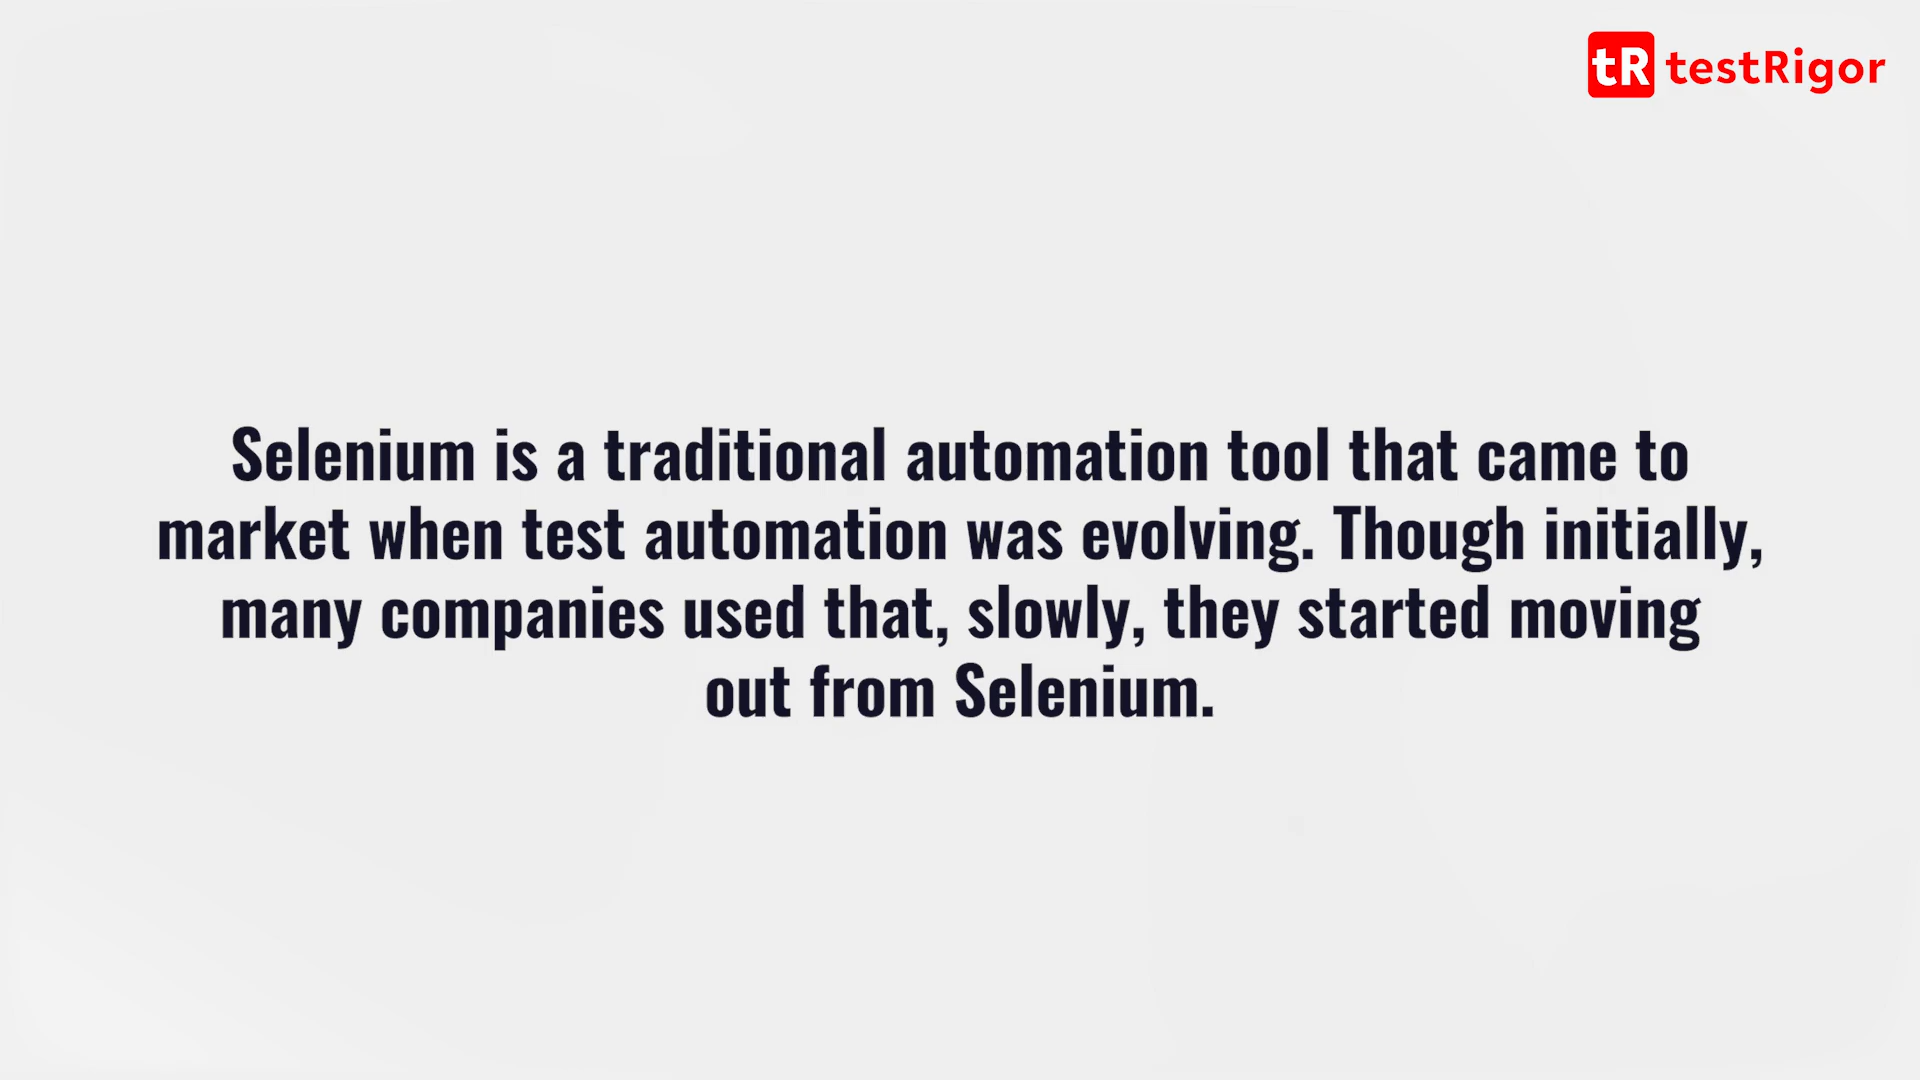 tR testRigor
Selenium is a traditional automation tool that came to
market when test automation was evolving. Though initially,
many companies used that, slowly, they started moving
out from Selenium.